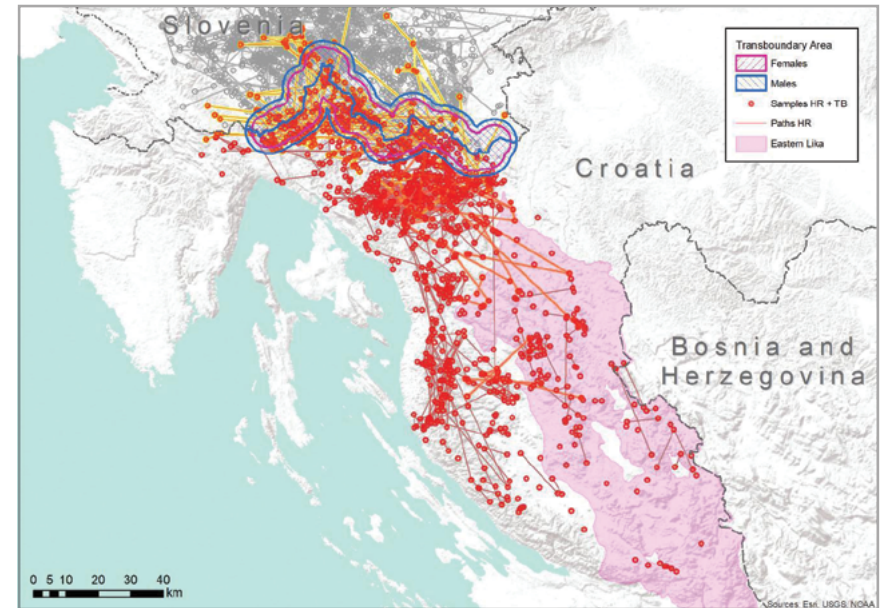 Slovenia
Transboundary Area
Females
Males
Samples HR + TB
Paths HR
Eastern Lika
Croatia
Bosnia and
Herzegovina
0 5 10 20 30 40
km
Sources: Esri, USGS, NOAA